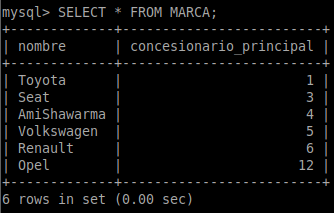 mysql> SELECT * FROM MARCA;
+------------+-------------------------+
| nombre     | concesionario_principal |
+------------+-------------------------+
| Toyota     |                       1 |
| Seat       |                       3 |
| AmiShawarma |                       4 |
| Volkswagen |                       5 |
| Renault    |                       6 |
| Opel       |                      12 |
+------------+-------------------------+
6 rows in set (0.00 sec)